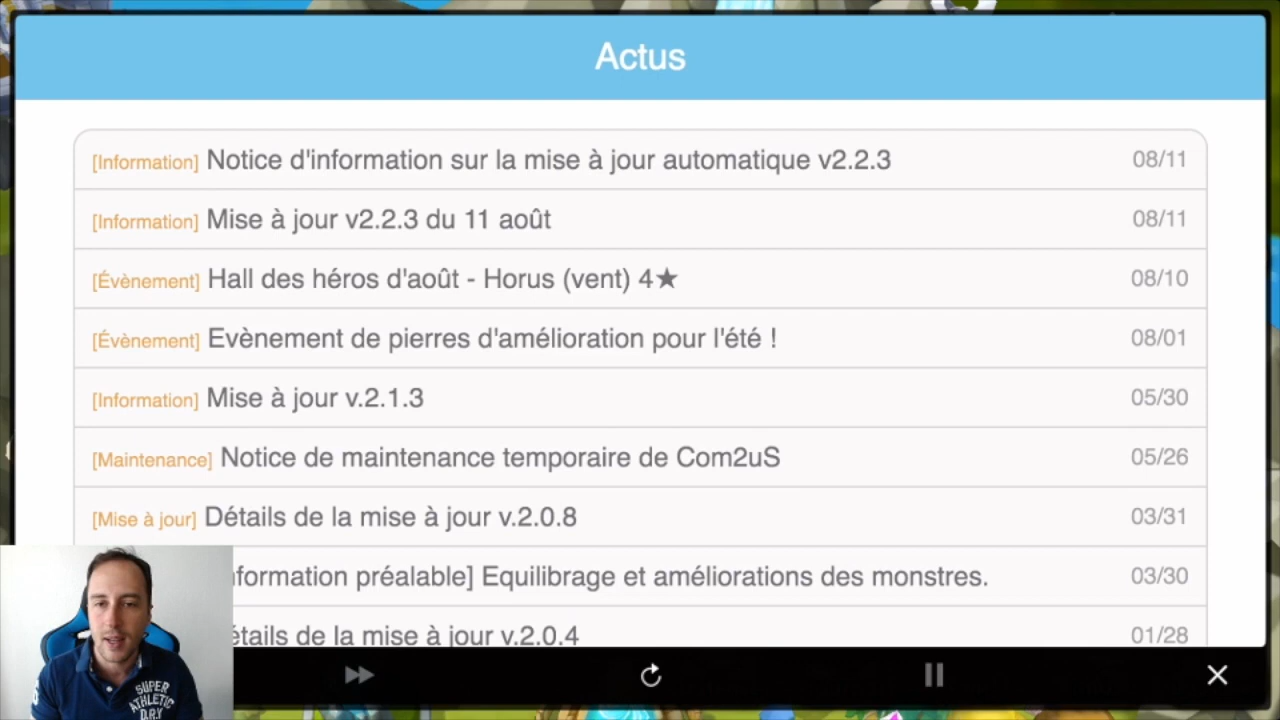 Actus
[Information] Notice d'information sur la mise à jour automatique v2.2.3 08/11
[Information] Mise à jour v2.2.3 du 11 août 08/11
[Évènement] Hall des héros d'août - Horus (vent) 4★ 08/10
[Évènement] Evènement de pierres d'amélioration pour l'été ! 08/01
[Information] Mise à jour v.2.1.3 05/30
[Maintenance] Notice de maintenance temporaire de Com2uS 05/26
[Mise à jour] Détails de la mise à jour v.2.0.8 03/31
nformation préalable] Equilibrage et améliorations des monstres. 03/30
étails de la mise à jour v.2.0.4 01/28
SUPER
ATHLETIC
D.R.Y